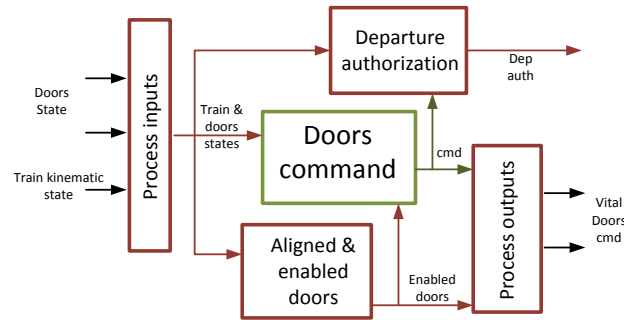 Doors
State
Train kinematic
state
Process inputs
Train &
doors
states
Departure
authorization
Dep
auth
Doors
command
cmd
Aligned &
enabled
doors
Enabled
doors
Process outputs
Vital
Doors
cmd